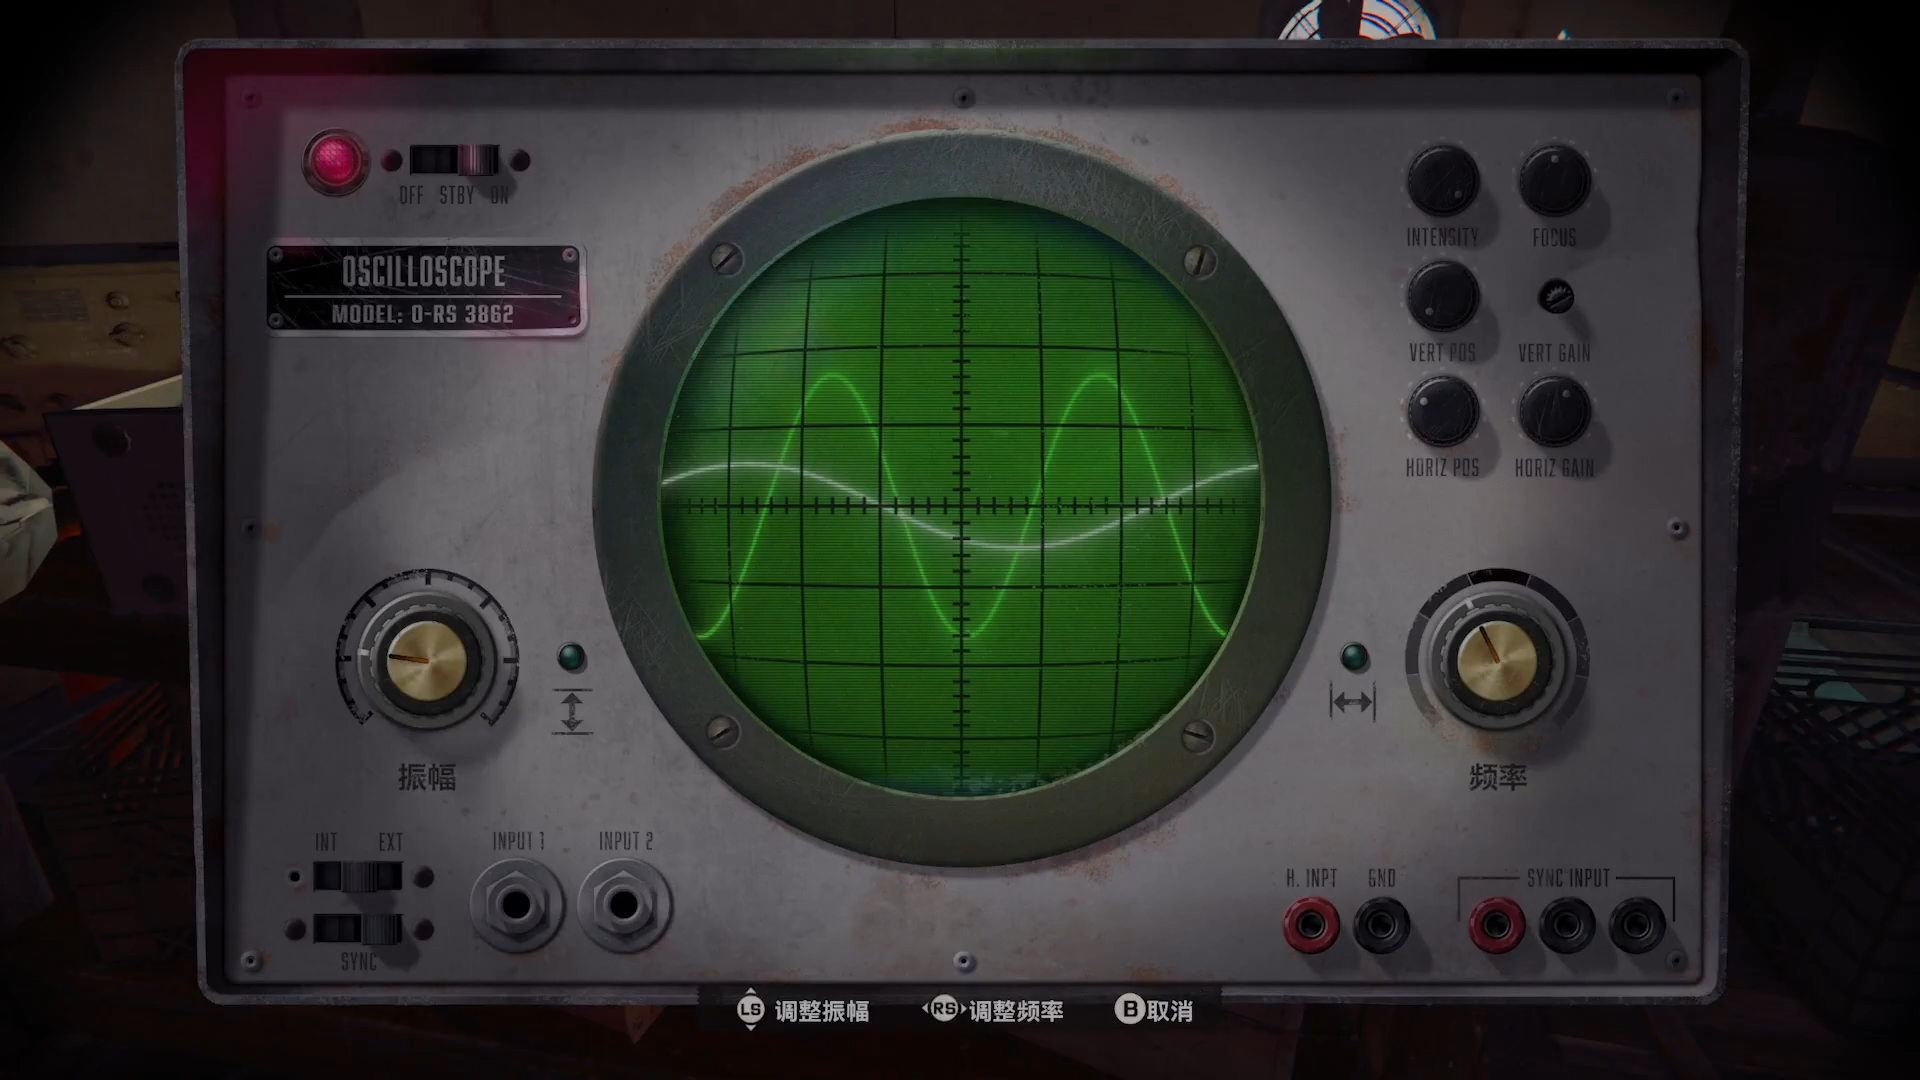 OFF STBY ON
OSCILLOSCOPE
MODEL: O-RS 3862
INTENSITY FOCUS
VERT POS VERT GAIN
HORIZ POS HORIZ GAIN
振幅
频率
INT EXT
INPUT 1 INPUT 2
SYNC
H. INPT GND
SYNC INPUT
LS 调整振幅 RS 调整频率 B 取消